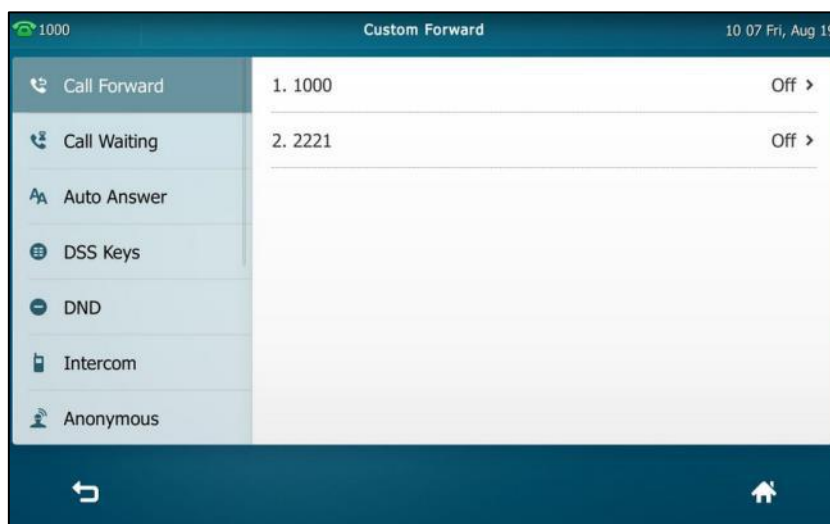 1000 Custom Forward 10 07 Fri, Aug 19
Call Forward
Call Waiting
Auto Answer
DSS Keys
DND
Intercom
Anonymous
1. 1000 Off
2. 2221 Off